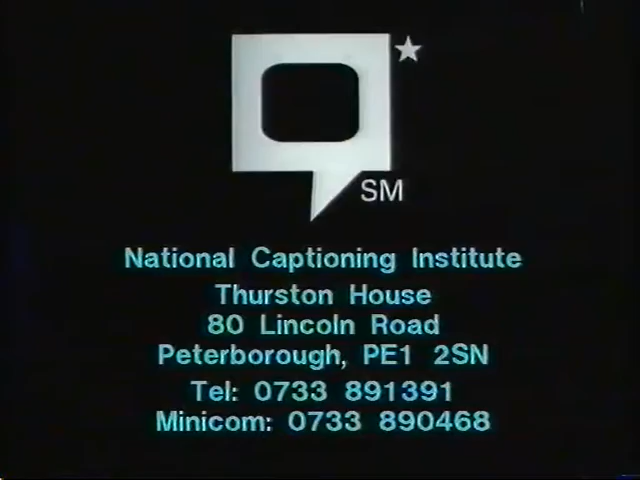 SM
National Captioning Institute
Thurston House
80 Lincoln Road
Peterborough, PE1 2SN
Tel: 0733 891391
Minicom: 0733 890468